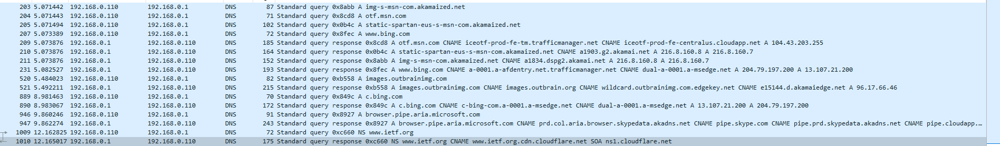 203 5.071442 192.168.0.110 192.168.0.1 DNS 87 Standard query 0x8abb A img-s-msn-com.akamaized.net
204 5.071443 192.168.0.110 192.168.0.1 DNS 71 Standard query 0x8cd8 A otf.msn.com
205 5.071494 192.168.0.110 192.168.0.1 DNS 102 Standard query 0x0b4c A static-spartan-eus-s-msn-com.akamaized.net
207 5.073389 192.168.0.110 192.168.0.1 DNS 72 Standard query 0x8fec A www.bing.com
209 5.073876 192.168.0.1 192.168.0.110 DNS 185 Standard query response 0x8cd8 A otf.msn.com CNAME iceotf-prod-fe-tm.trafficmanager.net CNAME iceotf-prod-fe-centralus.cloudapp.net A 104.43.203.255
210 5.073876 192.168.0.1 192.168.0.110 DNS 164 Standard query response 0x0b4c A static-spartan-eus-s-msn-com.akamaized.net CNAME a1903.g2.akamai.net A 216.8.160.8 A 216.8.160.7
211 5.073876 192.168.0.1 192.168.0.110 DNS 152 Standard query response 0x8abb A img-s-msn-com.akamaized.net CNAME a1834.dspg2.akamai.net A 216.8.160.8 A 216.8.160.7
231 5.082527 192.168.0.1 192.168.0.110 DNS 193 Standard query response 0x8fec A www.bing.com CNAME a-0001.a-afdentry.net.trafficmanager.net CNAME dual-a-0001.a-msedge.net A 204.79.197.200 A 13.107.21.200
520 5.484023 192.168.0.110 192.168.0.1 DNS 82 Standard query 0xb558 A images.outbrainimg.com
521 5.492211 192.168.0.1 192.168.0.110 DNS 215 Standard query response 0xb558 A images.outbrainimg.com CNAME images.outbrain.org CNAME wildcard.outbrainimg.com.edgekey.net CNAME e15144.d.akamaiedge.net A 96.17.66.46
889 8.981463 192.168.0.110 192.168.0.1 DNS 70 Standard query 0x849c A c.bing.com
890 8.983067 192.168.0.1 192.168.0.110 DNS 172 Standard query response 0x849c A c.bing.com CNAME c-bing-com.a-0001.a-msedge.net CNAME dual-a-0001.a-msedge.net A 13.107.21.200 A 204.79.197.200
946 9.860246 192.168.0.110 192.168.0.1 DNS 91 Standard query 0x8927 A browser.pipe.aria.microsoft.com
947 9.862274 192.168.0.1 192.168.0.110 DNS 243 Standard query response 0x8927 A browser.pipe.aria.microsoft.com CNAME prd.col.aria.browser.skypedata.akadns.net CNAME pipe.skype.com CNAME pipe.prd.skypedata.akadns.net CNAME pipe.cloudapp.…
1009 12.162825 192.168.0.110 192.168.0.1 DNS 72 Standard query 0xc660 NS www.ietf.org
1010 12.165017 192.168.0.1 192.168.0.110 DNS 175 Standard query response 0xc660 NS www.ietf.org CNAME www.ietf.org.cdn.cloudflare.net SOA ns1.cloudflare.net